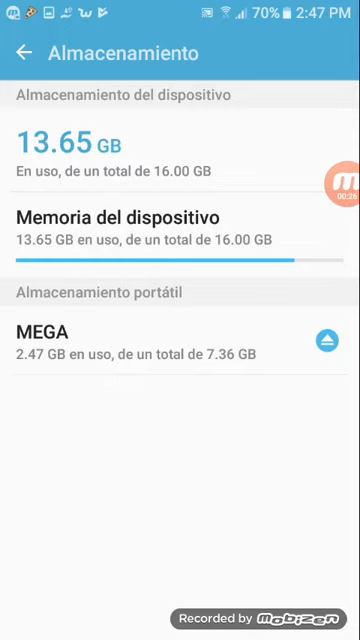 70% 2:47 PM
Almacenamiento
Almacenamiento del dispositivo
13.65 GB
En uso, de un total de 16.00 GB
00:26
Memoria del dispositivo
13.65 GB en uso, de un total de 16.00 GB
Almacenamiento portátil
MEGA
2.47 GB en uso, de un total de 7.36 GB
Recorded by mobizen